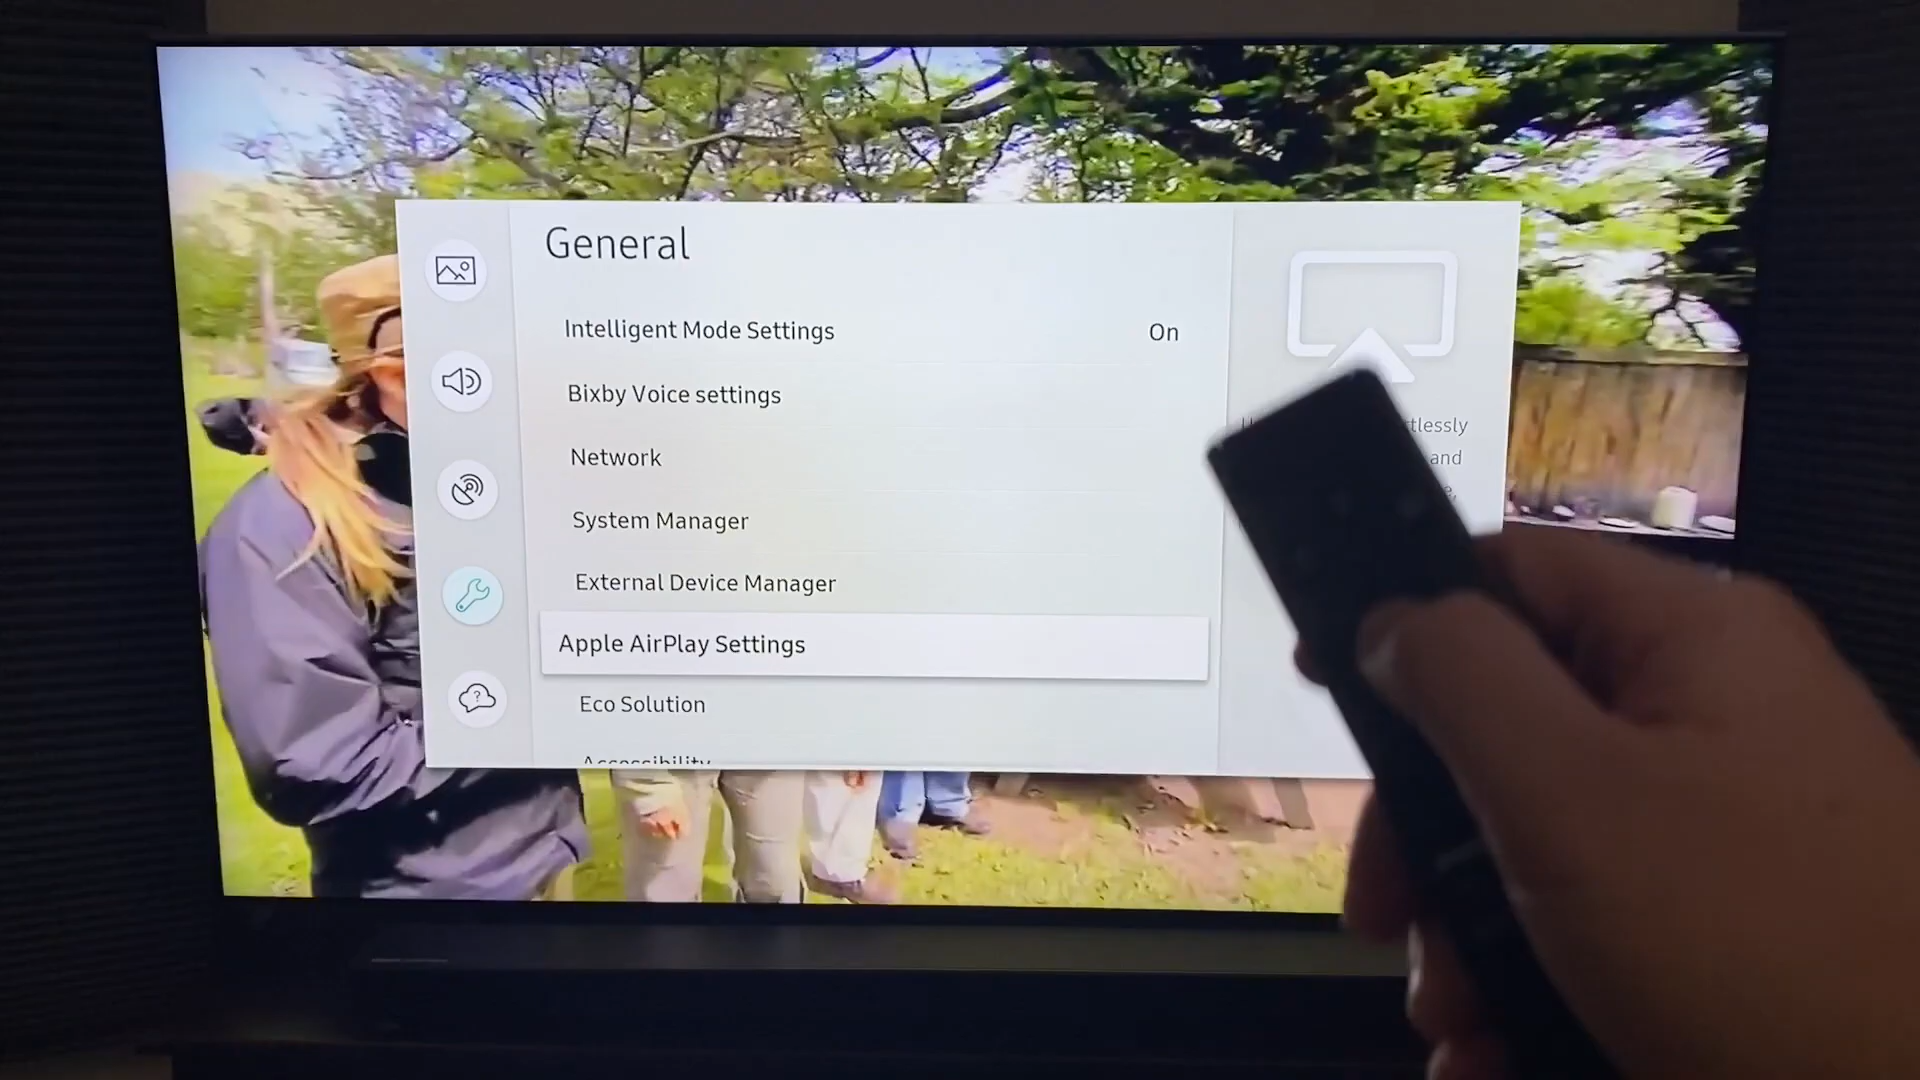 General
Intelligent Mode Settings On
Bixby Voice settings
Network
System Manager
External Device Manager
Apple AirPlay Settings
Eco Solution
Accessibility
and